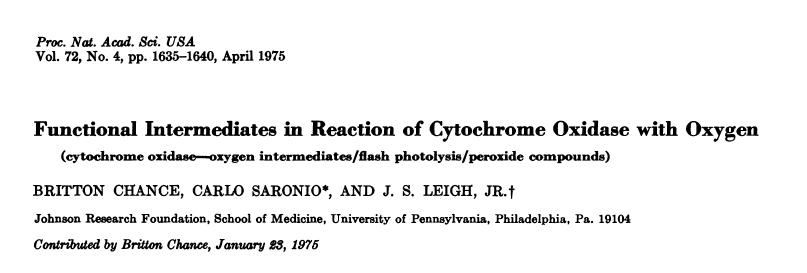 Proc. Nat. Acad. Sci. USA
Vol. 72, No. 4, pp. 1635–1640, April 1975
Functional Intermediates in Reaction of Cytochrome Oxidase with Oxygen
(cytochrome oxidase—oxygen intermediates/flash photolysis/peroxide compounds)
BRITTON CHANCE, CARLO SARONIO*, AND J. S. LEIGH, JR.†
Johnson Research Foundation, School of Medicine, University of Pennsylvania, Philadelphia, Pa. 19104
Contributed by Britton Chance, January 23, 1975